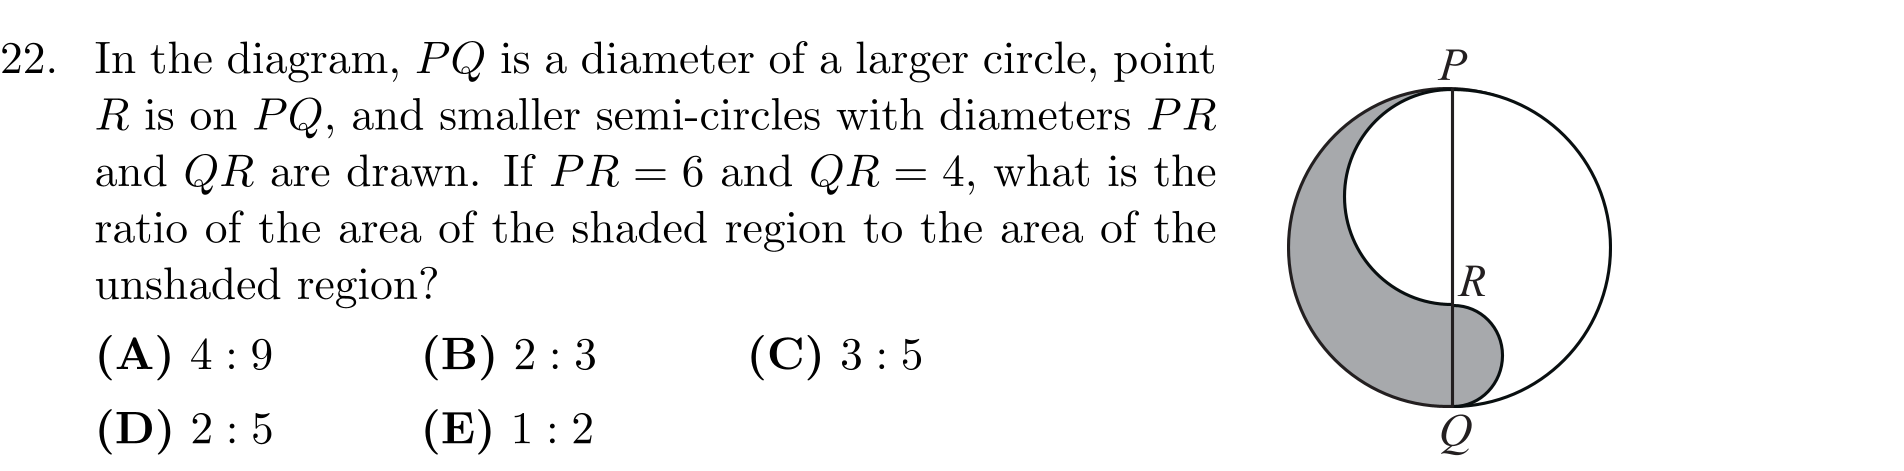 22. In the diagram, PQ is a diameter of a larger circle, point
R is on PQ, and smaller semi-circles with diameters PR
and QR are drawn. If PR = 6 and QR = 4, what is the
ratio of the area of the shaded region to the area of the
unshaded region?
(A) 4 : 9 (B) 2 : 3 (C) 3 : 5
(D) 2 : 5 (E) 1 : 2
P
R
Q